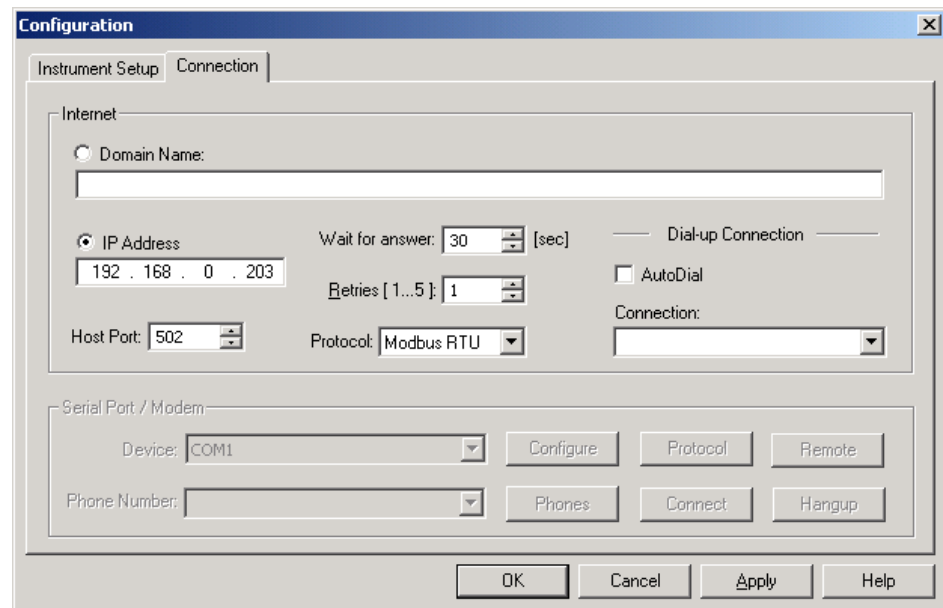 Configuration
Instrument Setup Connection
Internet
Domain Name:
IP Address
192 . 168 . 0 . 203
Wait for answer: 30 [sec]
Dial-up Connection
Retries [ 1...5 ]: 1
AutoDial
Host Port: 502
Protocol: Modbus RTU
Connection:
Serial Port / Modem
Device: COM1 Configure Protocol Remote
Phone Number: Phones Connect Hangup
OK Cancel Apply Help